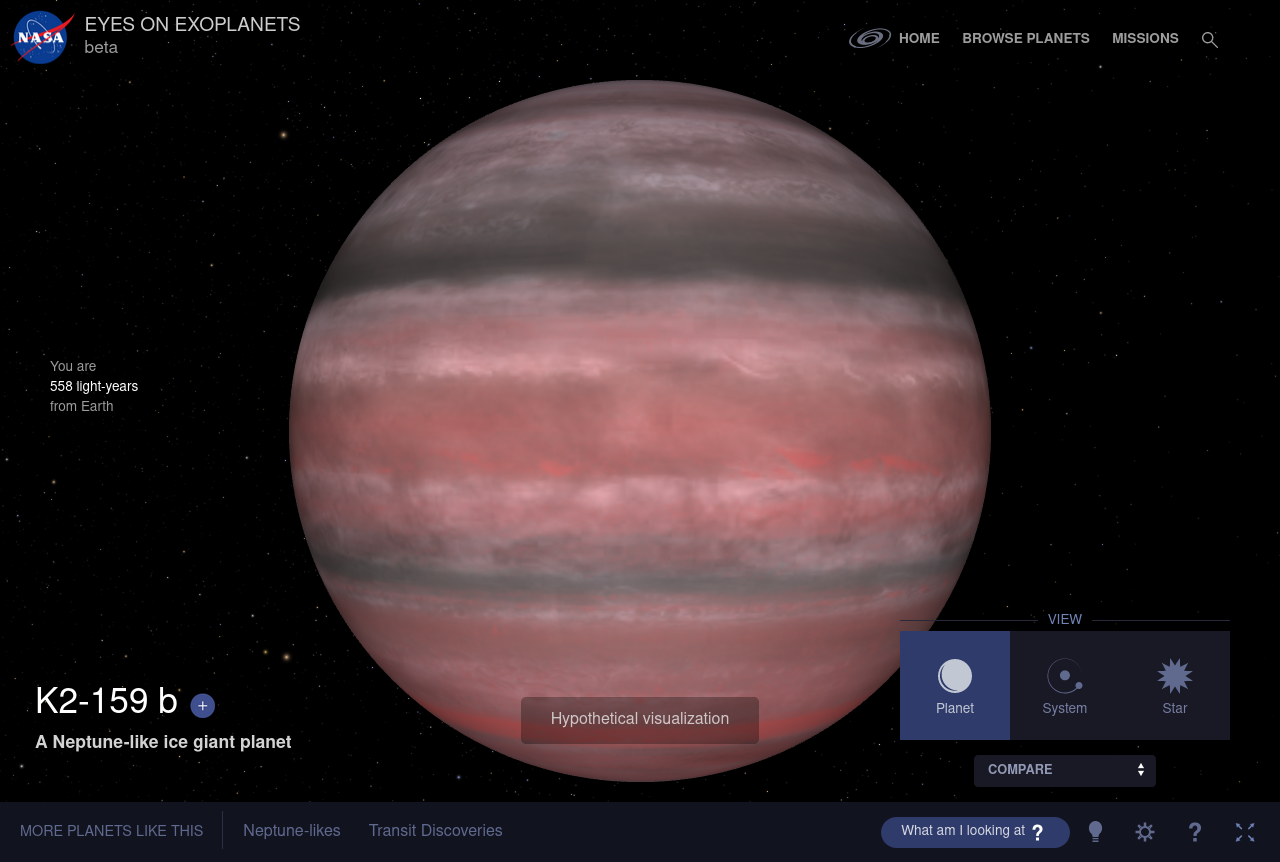 NASA
EYES ON EXOPLANETS
beta
HOME
BROWSE PLANETS
MISSIONS
You are
558 light-years
from Earth
K2-159 b +
A Neptune-like ice giant planet
Hypothetical visualization
VIEW
Planet
System
Star
COMPARE
MORE PLANETS LIKE THIS
Neptune-likes
Transit Discoveries
What am I looking at ?
?